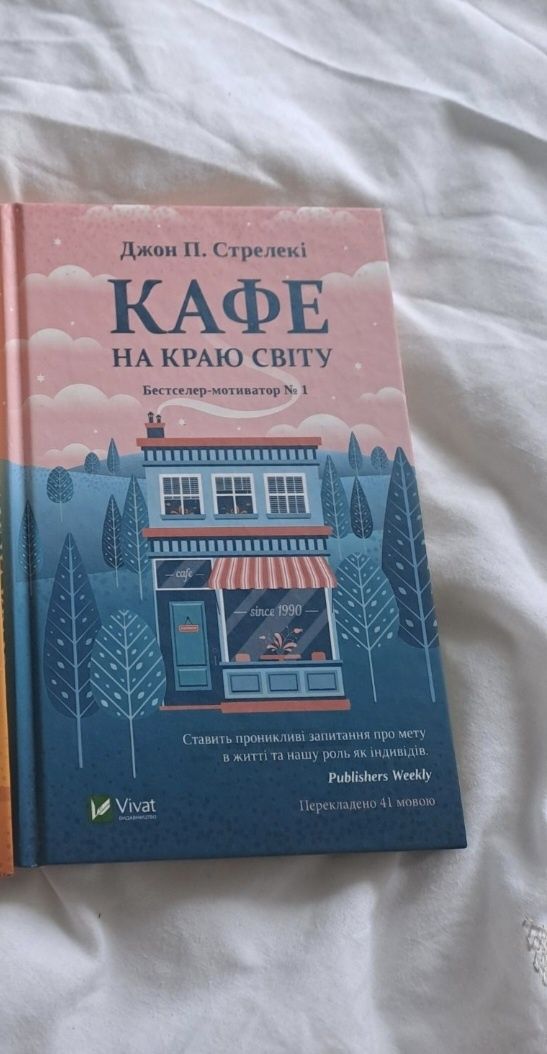 Джон П. Стрелекі
КАФЕ
НА КРАЮ СВІТУ
Бестселер-мотиватор № 1
cafe
since 1990
Ставить проникливі запитання про мету
в житті та нашу роль як індивідів.
Publishers Weekly
Перекладено 41 мовою
Vivat
ВИДАВНИЦТВО